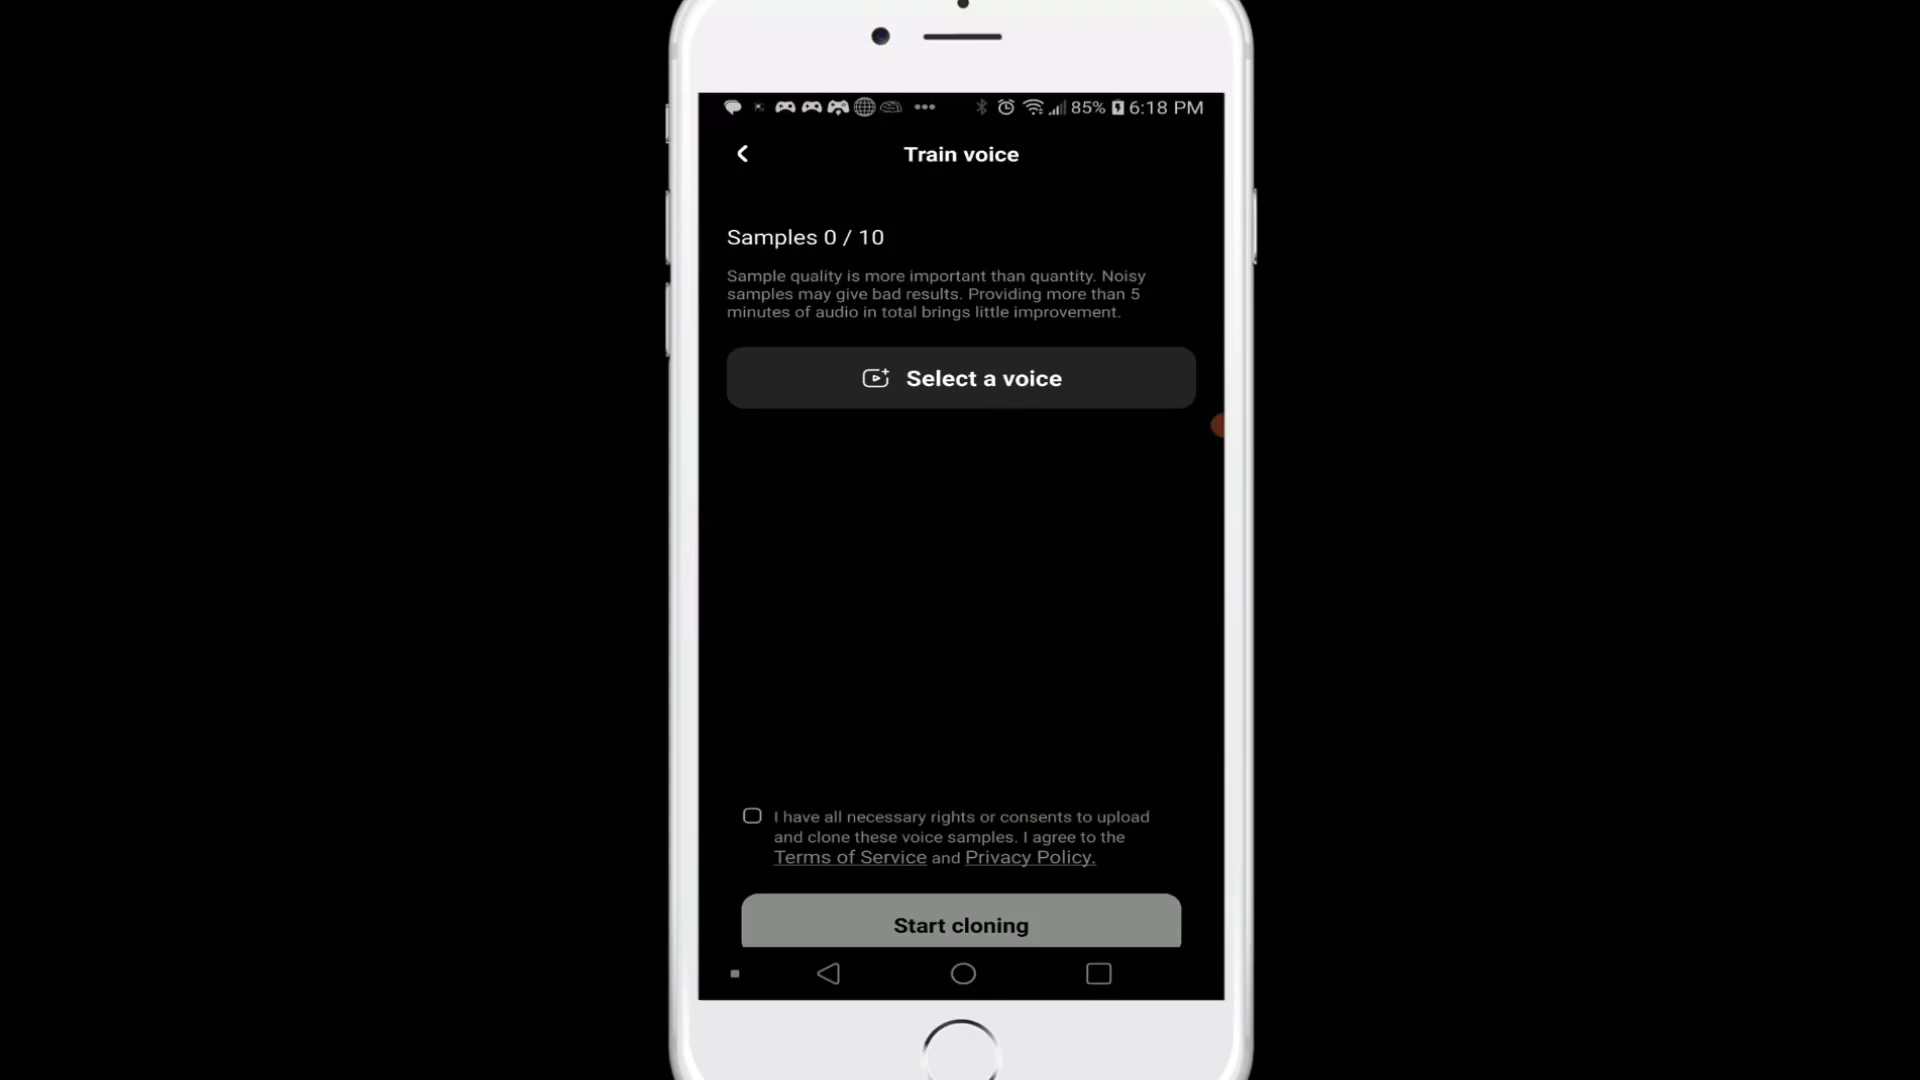 85% 6:18 PM
Train voice
Samples 0 / 10
Sample quality is more important than quantity. Noisy
samples may give bad results. Providing more than 5
minutes of audio in total brings little improvement.
Select a voice
I have all necessary rights or consents to upload
and clone these voice samples. I agree to the
Terms of Service and Privacy Policy.
Start cloning